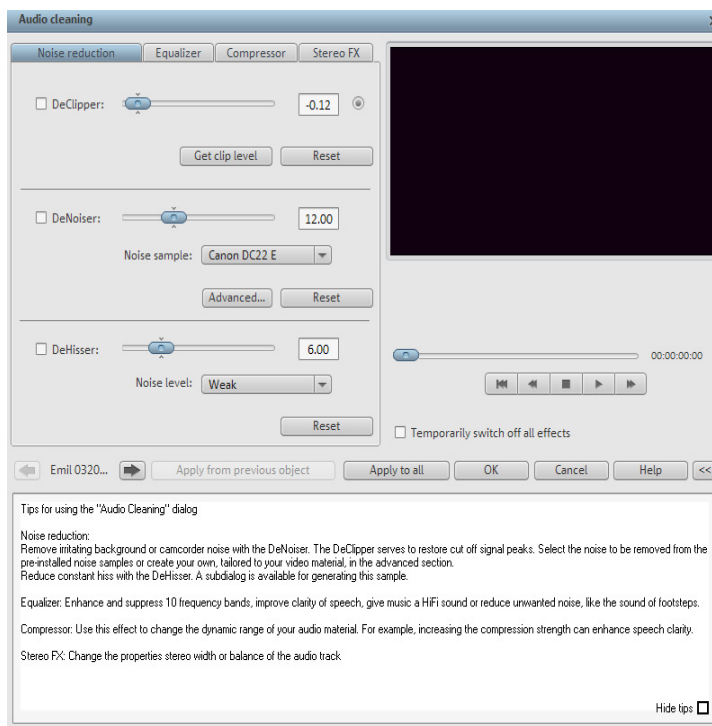 Audio cleaning
Noise reduction Equalizer Compressor Stereo FX
DeClipper: -0.12
Get clip level Reset
DeNoiser: 12.00
Noise sample: Canon DC22 E
Advanced... Reset
DeHisser: 6.00
00:00:00:00
Noise level: Weak
Reset
Temporarily switch off all effects
Emil 0320... Apply from previous object Apply to all OK Cancel Help <<
Tips for using the "Audio Cleaning" dialog
Noise reduction:
Remove irritating background or camcorder noise with the DeNoiser. The DeClipper serves to restore cut off signal peaks. Select the noise to be removed from the
pre-installed noise samples or create your own, tailored to your video material, in the advanced section.
Reduce constant hiss with the DeHisser. A subdialog is available for generating this sample.
Equalizer: Enhance and suppress 10 frequency bands, improve clarity of speech, give music a HiFi sound or reduce unwanted noise, like the sound of footsteps.
Compressor: Use this effect to change the dynamic range of your audio material. For example, increasing the compression strength can enhance speech clarity.
Stereo FX: Change the properties stereo width or balance of the audio track
Hide tips